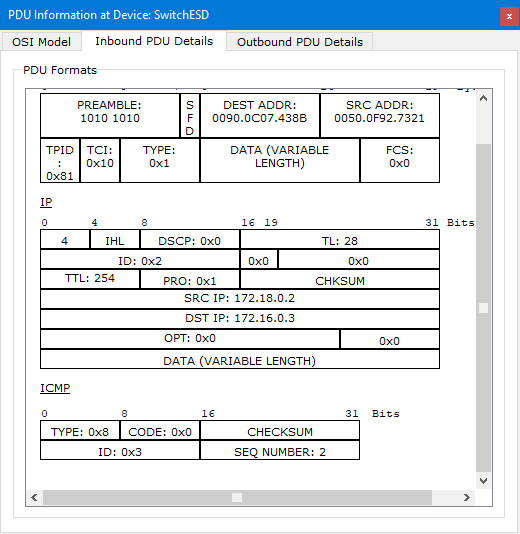 PDU Information at Device: SwitchESD
x
OSI Model Inbound PDU Details Outbound PDU Details
PDU Formats
PREAMBLE: 1010 1010 SFD DEST ADDR: 0090.0C07.438B SRC ADDR: 0050.0F92.7321
TPID: 0x81 TCI: 0x10 TYPE: 0x1 DATA (VARIABLE LENGTH) FCS: 0x0
IP
0 4 8 16 19 31 Bits
4 IHL DSCP: 0x0 TL: 28
ID: 0x2 0x0 0x0
TTL: 254 PRO: 0x1 CHKSUM
SRC IP: 172.18.0.2
DST IP: 172.16.0.3
OPT: 0x0 0x0
DATA (VARIABLE LENGTH)
ICMP
0 8 16 31 Bits
TYPE: 0x8 CODE: 0x0 CHECKSUM
ID: 0x3 SEQ NUMBER: 2